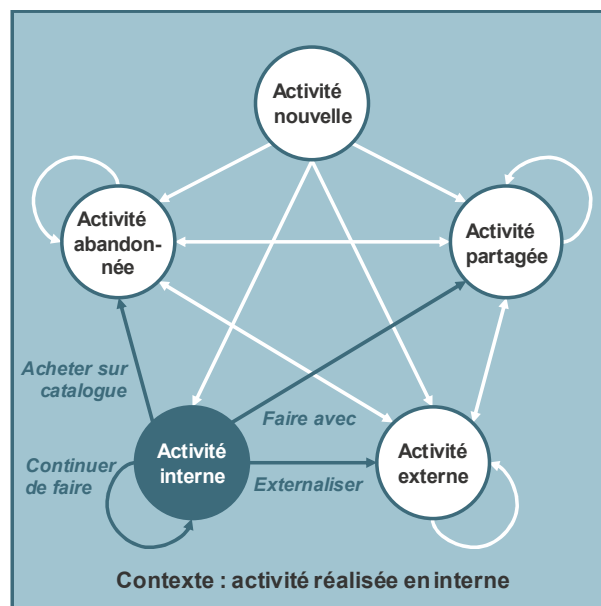 Activité
nouvelle
Activité
abandon-
née
Activité
partagée
Acheter sur
catalogue
Faire avec
Continuer
de faire
Activité
interne
Externaliser
Activité
externe
Contexte : activité réalisée en interne